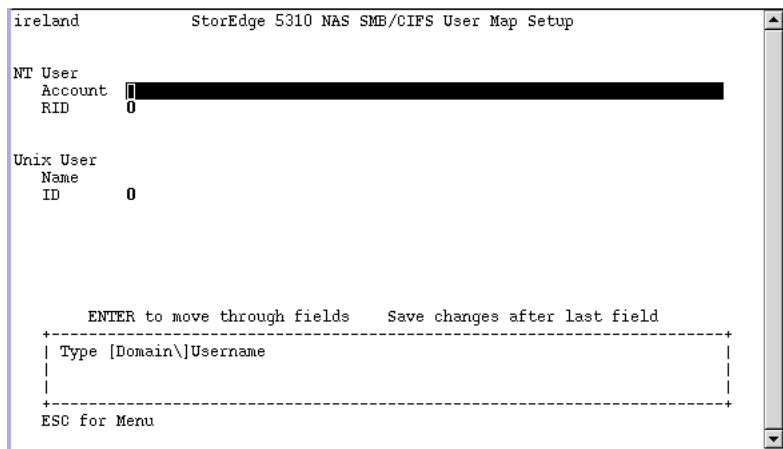 ireland StorEdge 5310 NAS SMB/CIFS User Map Setup
NT User
Account
RID 0
Unix User
Name
ID 0
ENTER to move through fields Save changes after last field
Type [Domain\]Username
ESC for Menu